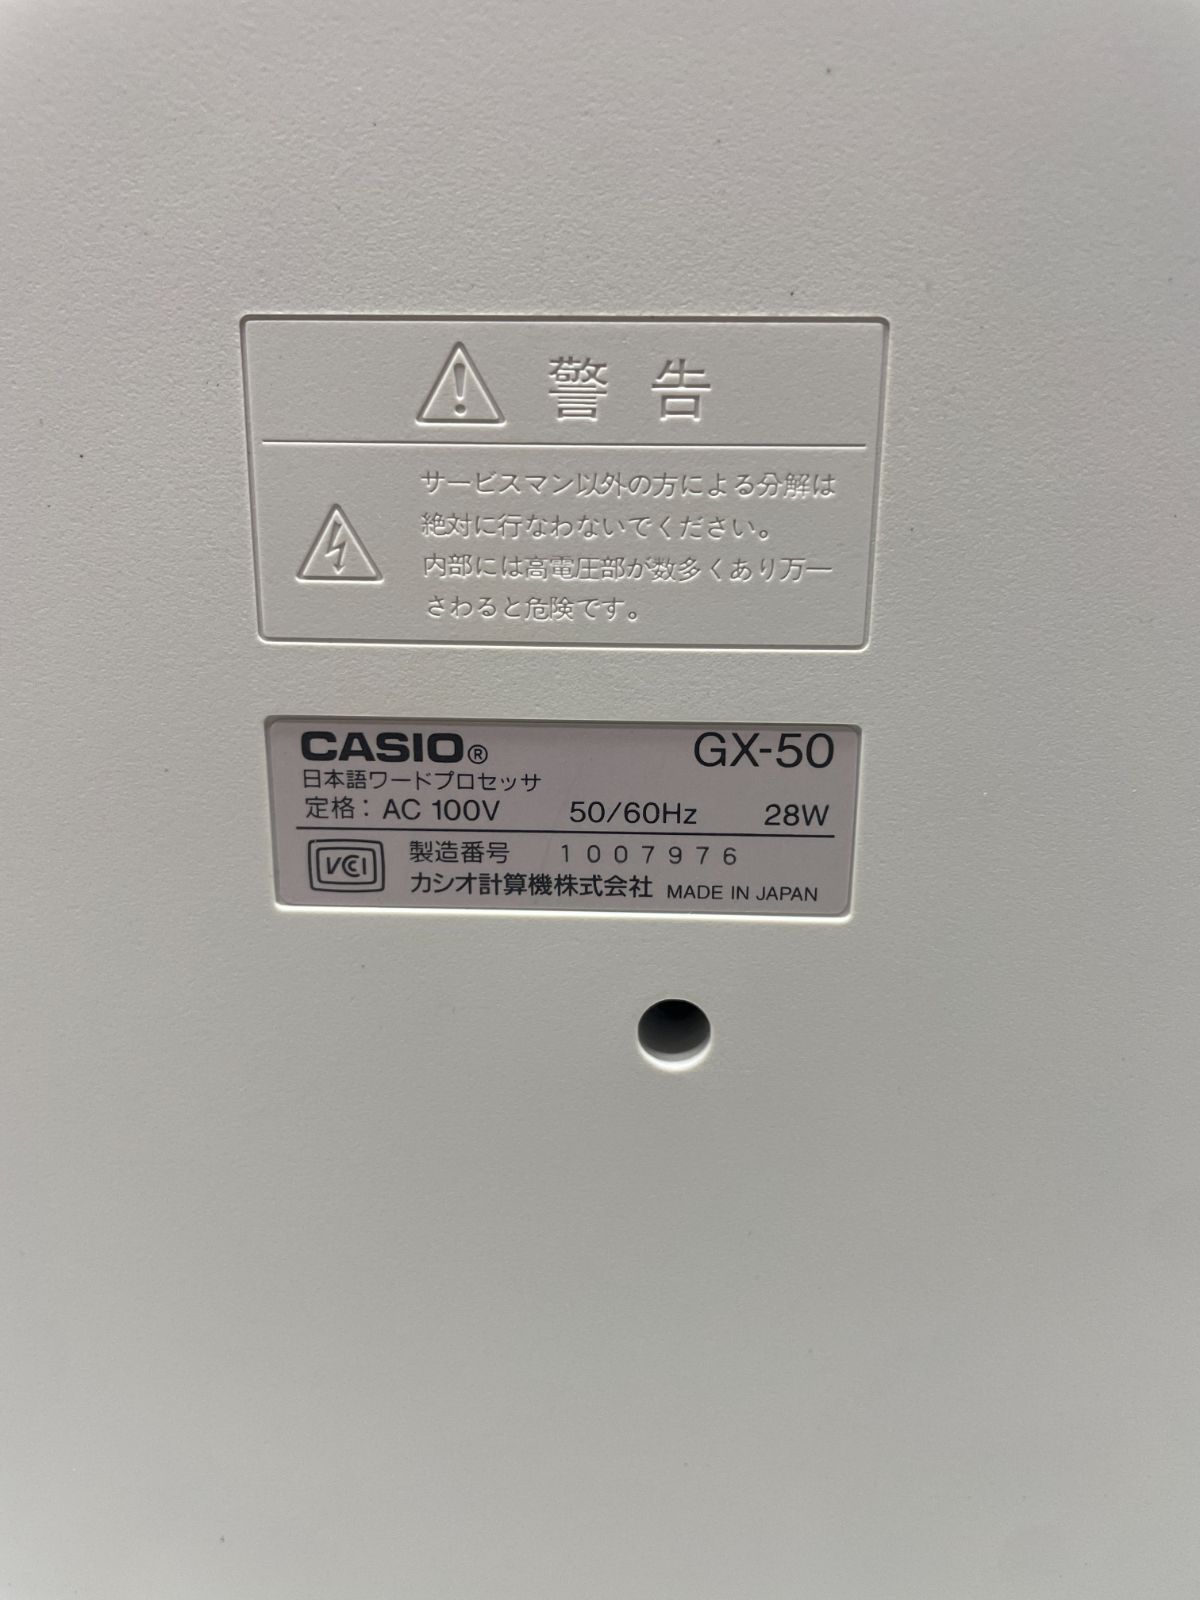 警告
サービスマン以外の方による分解は
絶対に行なわないでください。
内部には高電圧部が数多くあり万一
さわると危険です。
CASIO® GX-50
日本語ワードプロセッサ
定格：AC 100V 50/60Hz 28W
VCCI 製造番号 1007976
カシオ計算機株式会社 MADE IN JAPAN